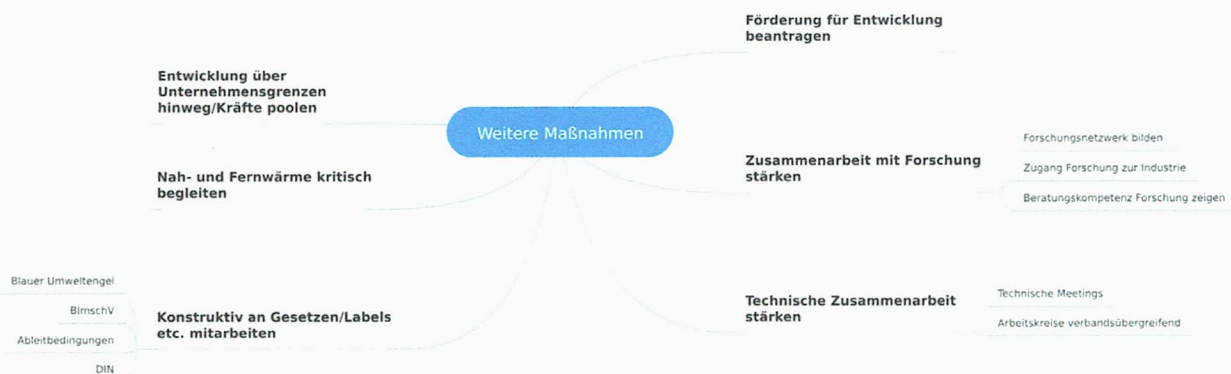 Weitere Maßnahmen
Förderung für Entwicklung
beantragen
Zusammenarbeit mit Forschung
stärken
Forschungsnetzwerk bilden
Zugang Forschung zur Industrie
Beratungskompetenz Forschung zeigen
Technische Zusammenarbeit
stärken
Technische Meetings
Arbeitskreise verbandsübergreifend
Entwicklung über
Unternehmensgrenzen
hinweg/Kräfte poolen
Nah- und Fernwärme kritisch
begleiten
Konstruktiv an Gesetzen/Labels
etc. mitarbeiten
Blauer Umweltengel
BImschV
Ableitbedingungen
DIN